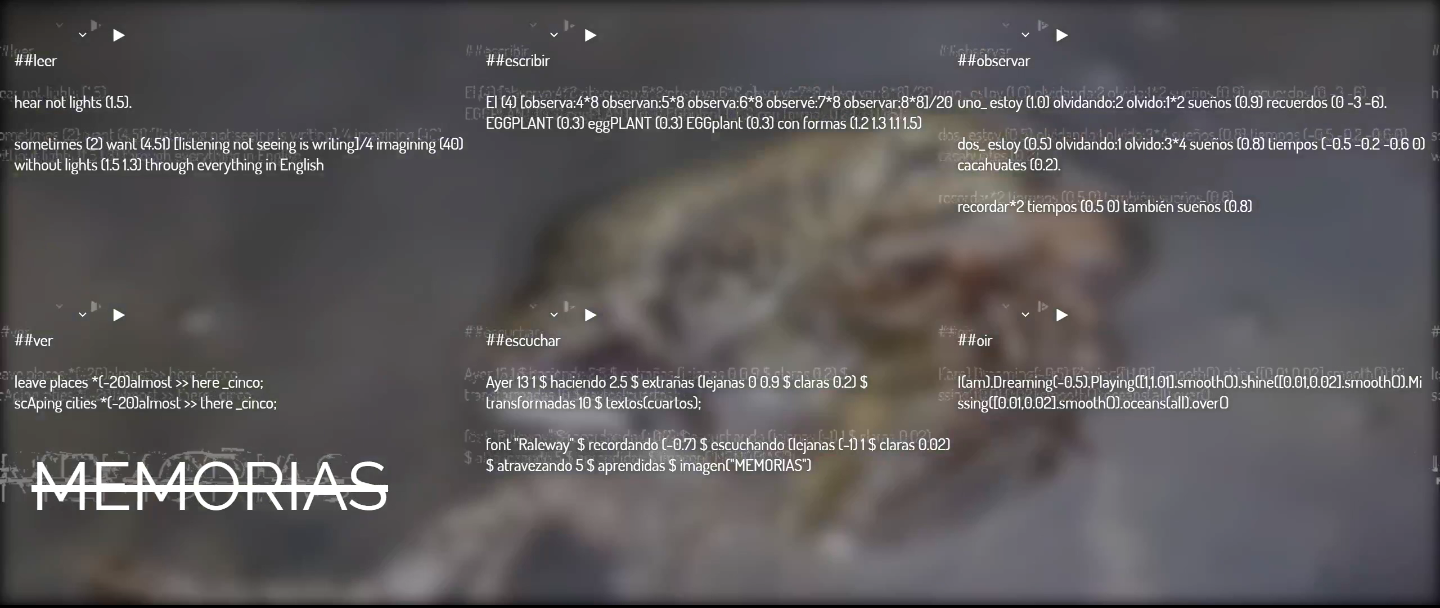 ##leer
hear not lights (1.5).
sometimes (2) want (4.51) [listening not seeing is writing]/4 imagining (40)
without lights (1.5 1.3) through everything in English
##escribir
El (4) [observa:4*8 observan:5*8 observa:6*8 observé:7*8 observar:8*8]/20
EGGPLANT (0.3) eggPLANT (0.3) EGGplant (0.3) con formas (1.2 1.3 1.1 1.5)
##observar
uno_ estoy (1.0) olvidando:2 olvido:1*2 sueños (0.9) recuerdos (0 -3 -6).
dos_ estoy (0.5) olvidando:1 olvido:3*4 sueños (0.8) tiempos (-0.5 -0.2 -0.6 0)
cacahuates (0.2).
recordar*2 tiempos (0.5 0) también sueños (0.8)
##ver
leave places *(-20)almost >> here _cinco;
scAping cities *(-20)almost >> there _cinco;
MEMORIAS
##escuchar
Ayer 13 1 $ haciendo 2.5 $ extrañas (lejanas 0 0.9 $ claras 0.2) $
transformadas 10 $ textos(cuartos);
font "Raleway" $ recordando (-0.7) $ escuchando (lejanas (-1) 1 $ claras 0.02)
$ atravezando 5 $ aprendidas $ imagen("MEMORIAS")
##oir
I(am).Dreaming(-0.5).Playing([1,1.01].smooth()).shine([0.01,0.02].smooth()).Mi
ssing([0.01,0.02].smooth()).oceans(all).over()